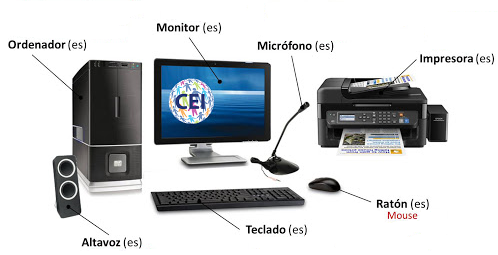 Monitor (es)
Ordenador (es)
Micrófono (es)
Impresora (es)
CEI
Altavoz (es)
Teclado (es)
Ratón (es)
Mouse